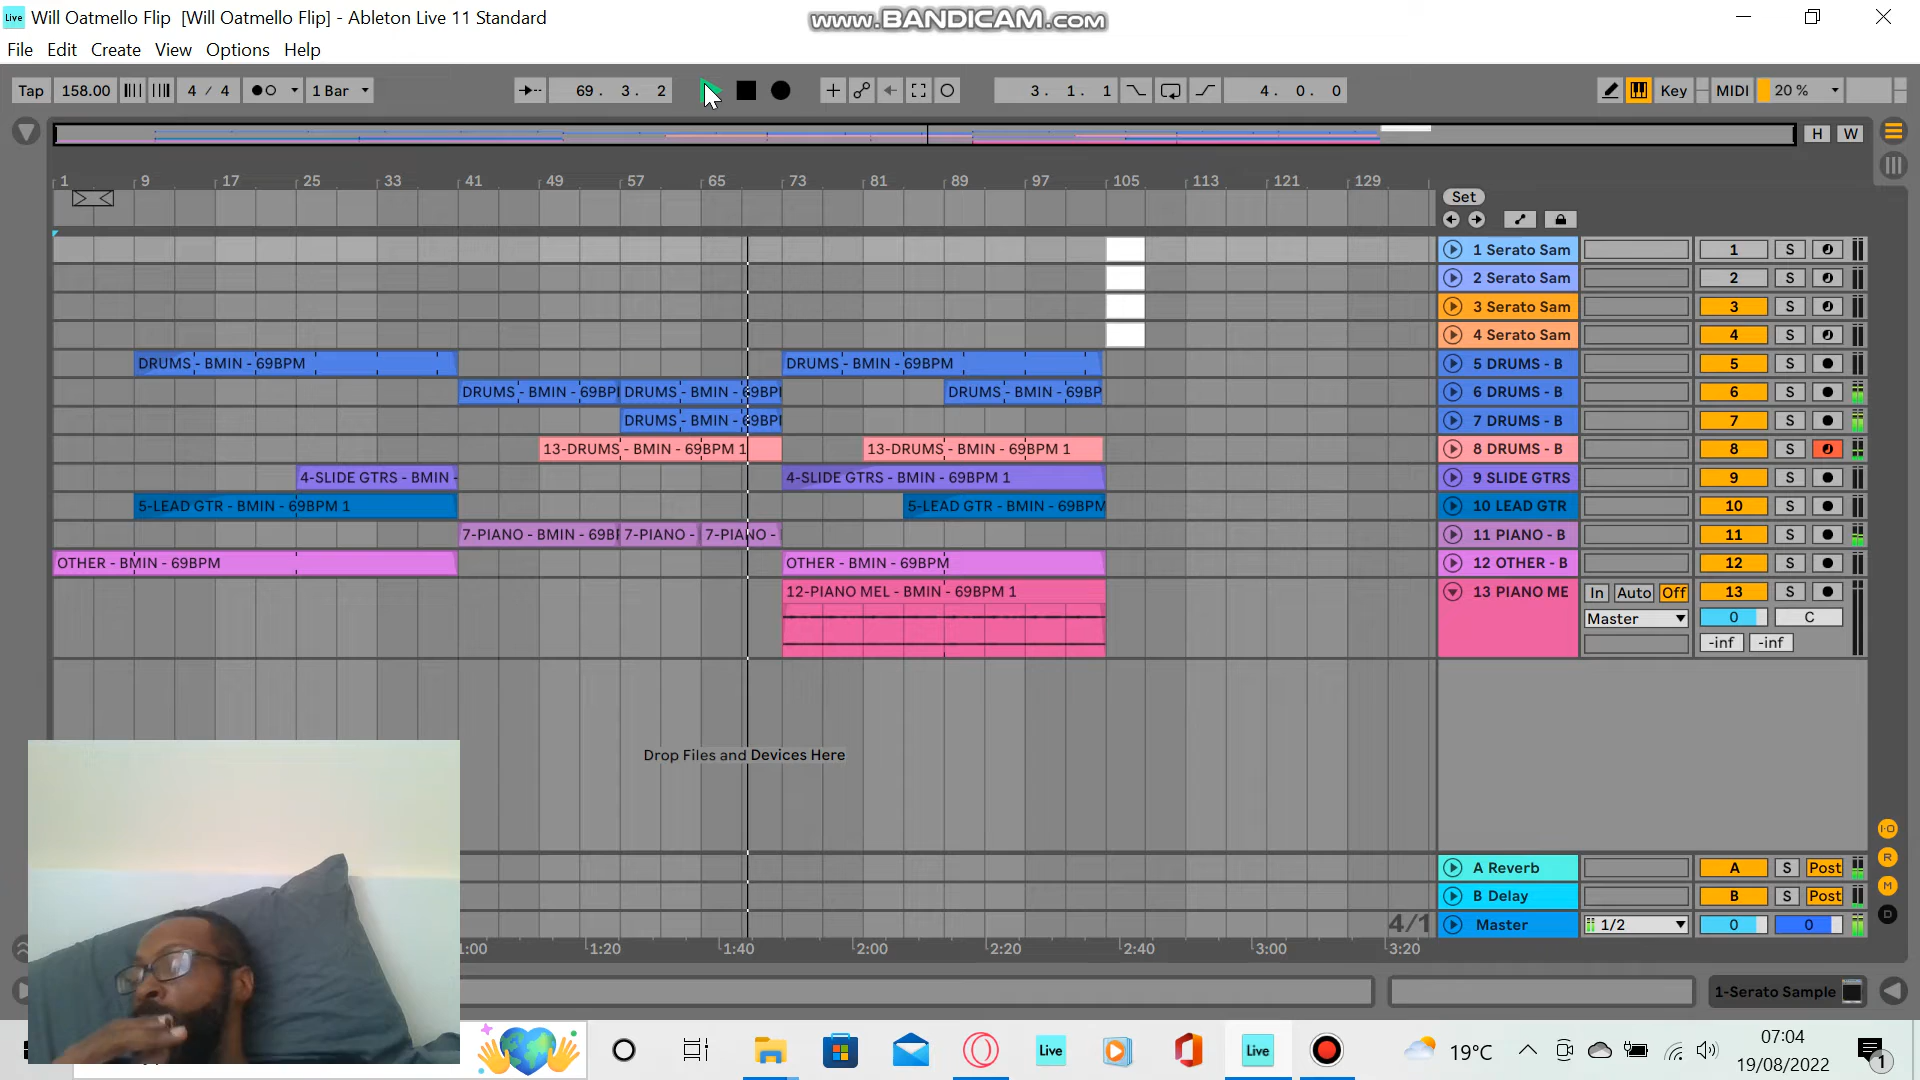 Live Will Oatmello Flip [Will Oatmello Flip] - Ableton Live 11 Standard
www.BANDICAM.com
File Edit Create View Options Help
Tap 158.00 4 / 4 1 Bar 69. 3. 2 3. 1. 1 4. 0. 0 Key MIDI 20 %
H W
1 9 17 25 33 41 49 57 65 73 81 89 97 105 113 121 129
Set
1 Serato Sam 1 S
2 Serato Sam 2 S
3 Serato Sam 3 S
4 Serato Sam 4 S
DRUMS - BMIN - 69BPM DRUMS - BMIN - 69BPM 5 DRUMS - B 5 S
DRUMS - BMIN - 69BPI DRUMS - BMIN - 69BPI DRUMS - BMIN - 69BP 6 DRUMS - B 6 S
DRUMS - BMIN - 69BPI 7 DRUMS - B 7 S
13-DRUMS - BMIN - 69BPM 1 13-DRUMS - BMIN - 69BPM 1 8 DRUMS - B 8 S
4-SLIDE GTRS - BMIN - 4-SLIDE GTRS - BMIN - 69BPM 1 9 SLIDE GTRS 9 S
5-LEAD GTR - BMIN - 69BPM 1 5-LEAD GTR - BMIN - 69BPM 10 LEAD GTR 10 S
7-PIANO - BMIN - 69BI 7-PIANO - 7-PIANO - 11 PIANO - B 11 S
OTHER - BMIN - 69BPM OTHER - BMIN - 69BPM 12 OTHER - B 12 S
12-PIANO MEL - BMIN - 69BPM 1 13 PIANO ME In Auto Off 13 S
Master 0 C
-inf -inf
Drop Files and Devices Here
I·O
R
M
D
A Reverb A S Post
B Delay B S Post
4/1 Master 1/2 0 0
1:00 1:20 1:40 2:00 2:20 2:40 3:00 3:20
1-Serato Sample
Live Live 19°C 07:04
19/08/2022
1